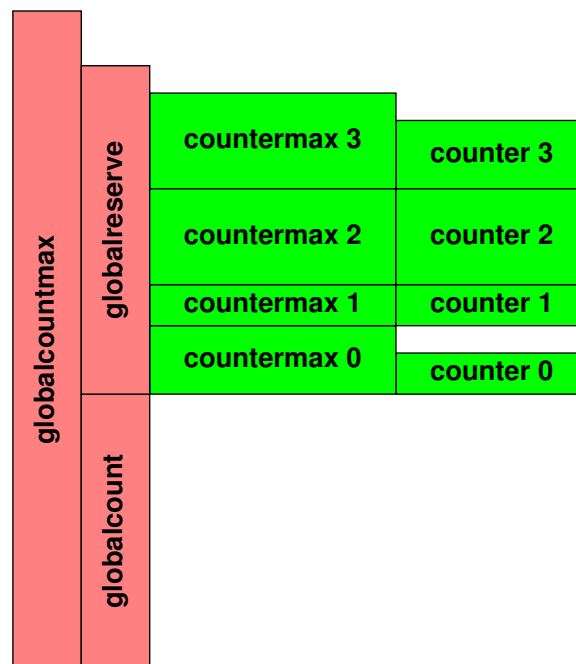 globalcountmax
globalreserve
globalcount
countermax 3
counter 3
countermax 2
counter 2
countermax 1
counter 1
countermax 0
counter 0